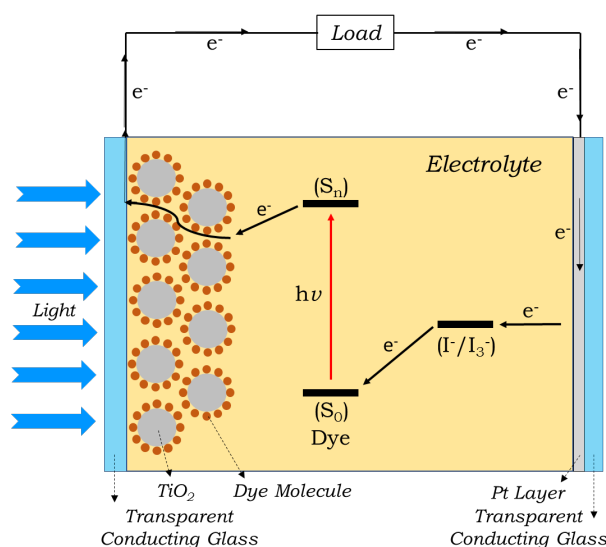 Load
e⁻
e⁻
e⁻
e⁻
Electrolyte
(Sₙ)
e⁻
e⁻
hν
Light
e⁻
e⁻
(I⁻/I₃⁻)
(S₀)
Dye
TiO₂
Dye Molecule
Pt Layer
Transparent
Conducting Glass
Transparent
Conducting Glass